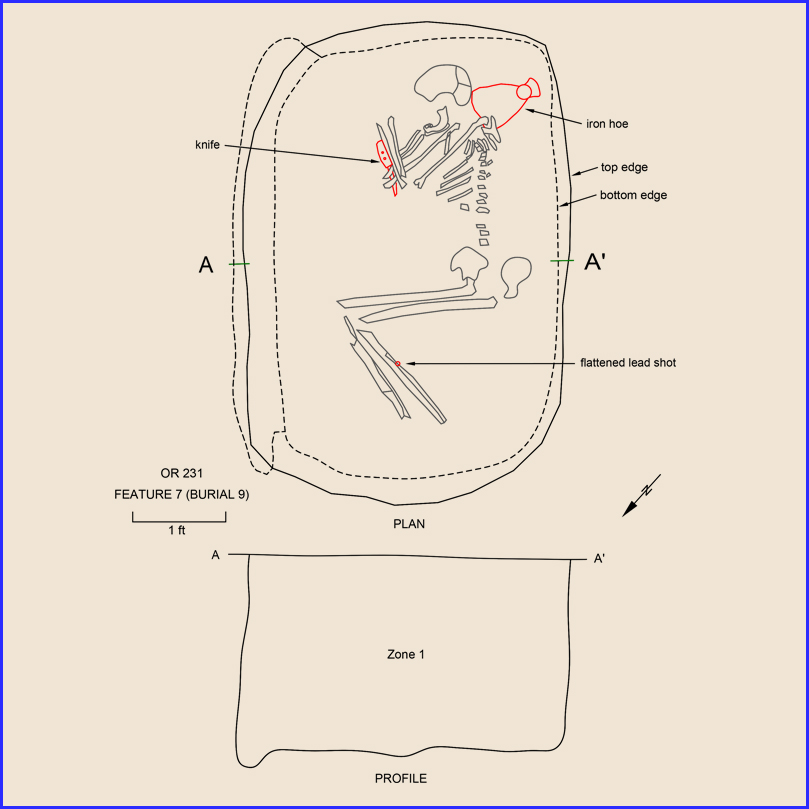 iron hoe
knife
top edge
bottom edge
A
A'
flattened lead shot
OR 231
FEATURE 7 (BURIAL 9)
1 ft
N
PLAN
A
A'
Zone 1
PROFILE